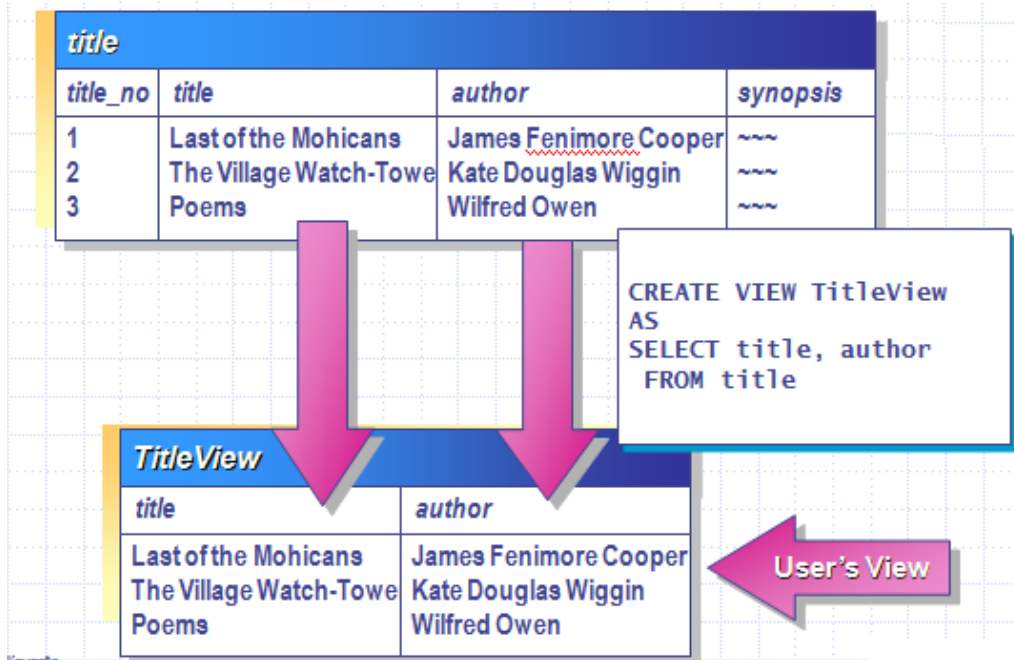 title
title_no title author synopsis
1 Last of the Mohicans James Fenimore Cooper ~~~
2 The Village Watch-Towe Kate Douglas Wiggin ~~~
3 Poems Wilfred Owen ~~~
CREATE VIEW TitleView
AS
SELECT title, author
FROM title
TitleView
title author
Last of the Mohicans James Fenimore Cooper
The Village Watch-Towe Kate Douglas Wiggin
Poems Wilfred Owen
User's View